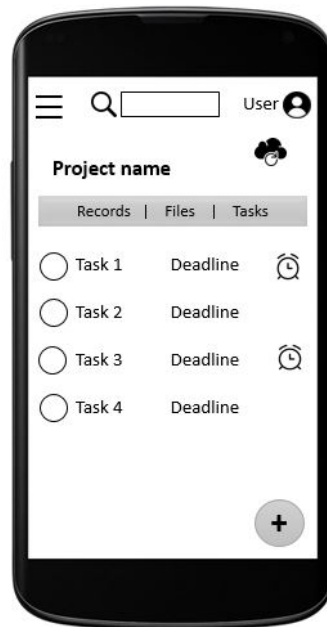 User
Project name
Records | Files | Tasks
Task 1 Deadline
Task 2 Deadline
Task 3 Deadline
Task 4 Deadline
+